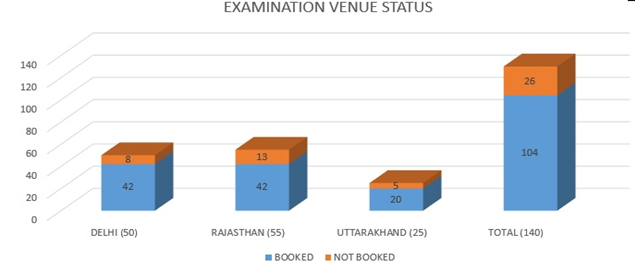 EXAMINATION VENUE STATUS
140
120
100
80
60
40
20
0
8
42
13
42
5
20
26
104
DELHI (50)
RAJASTHAN (55)
UTTARAKHAND (25)
TOTAL (140)
BOOKED NOT BOOKED